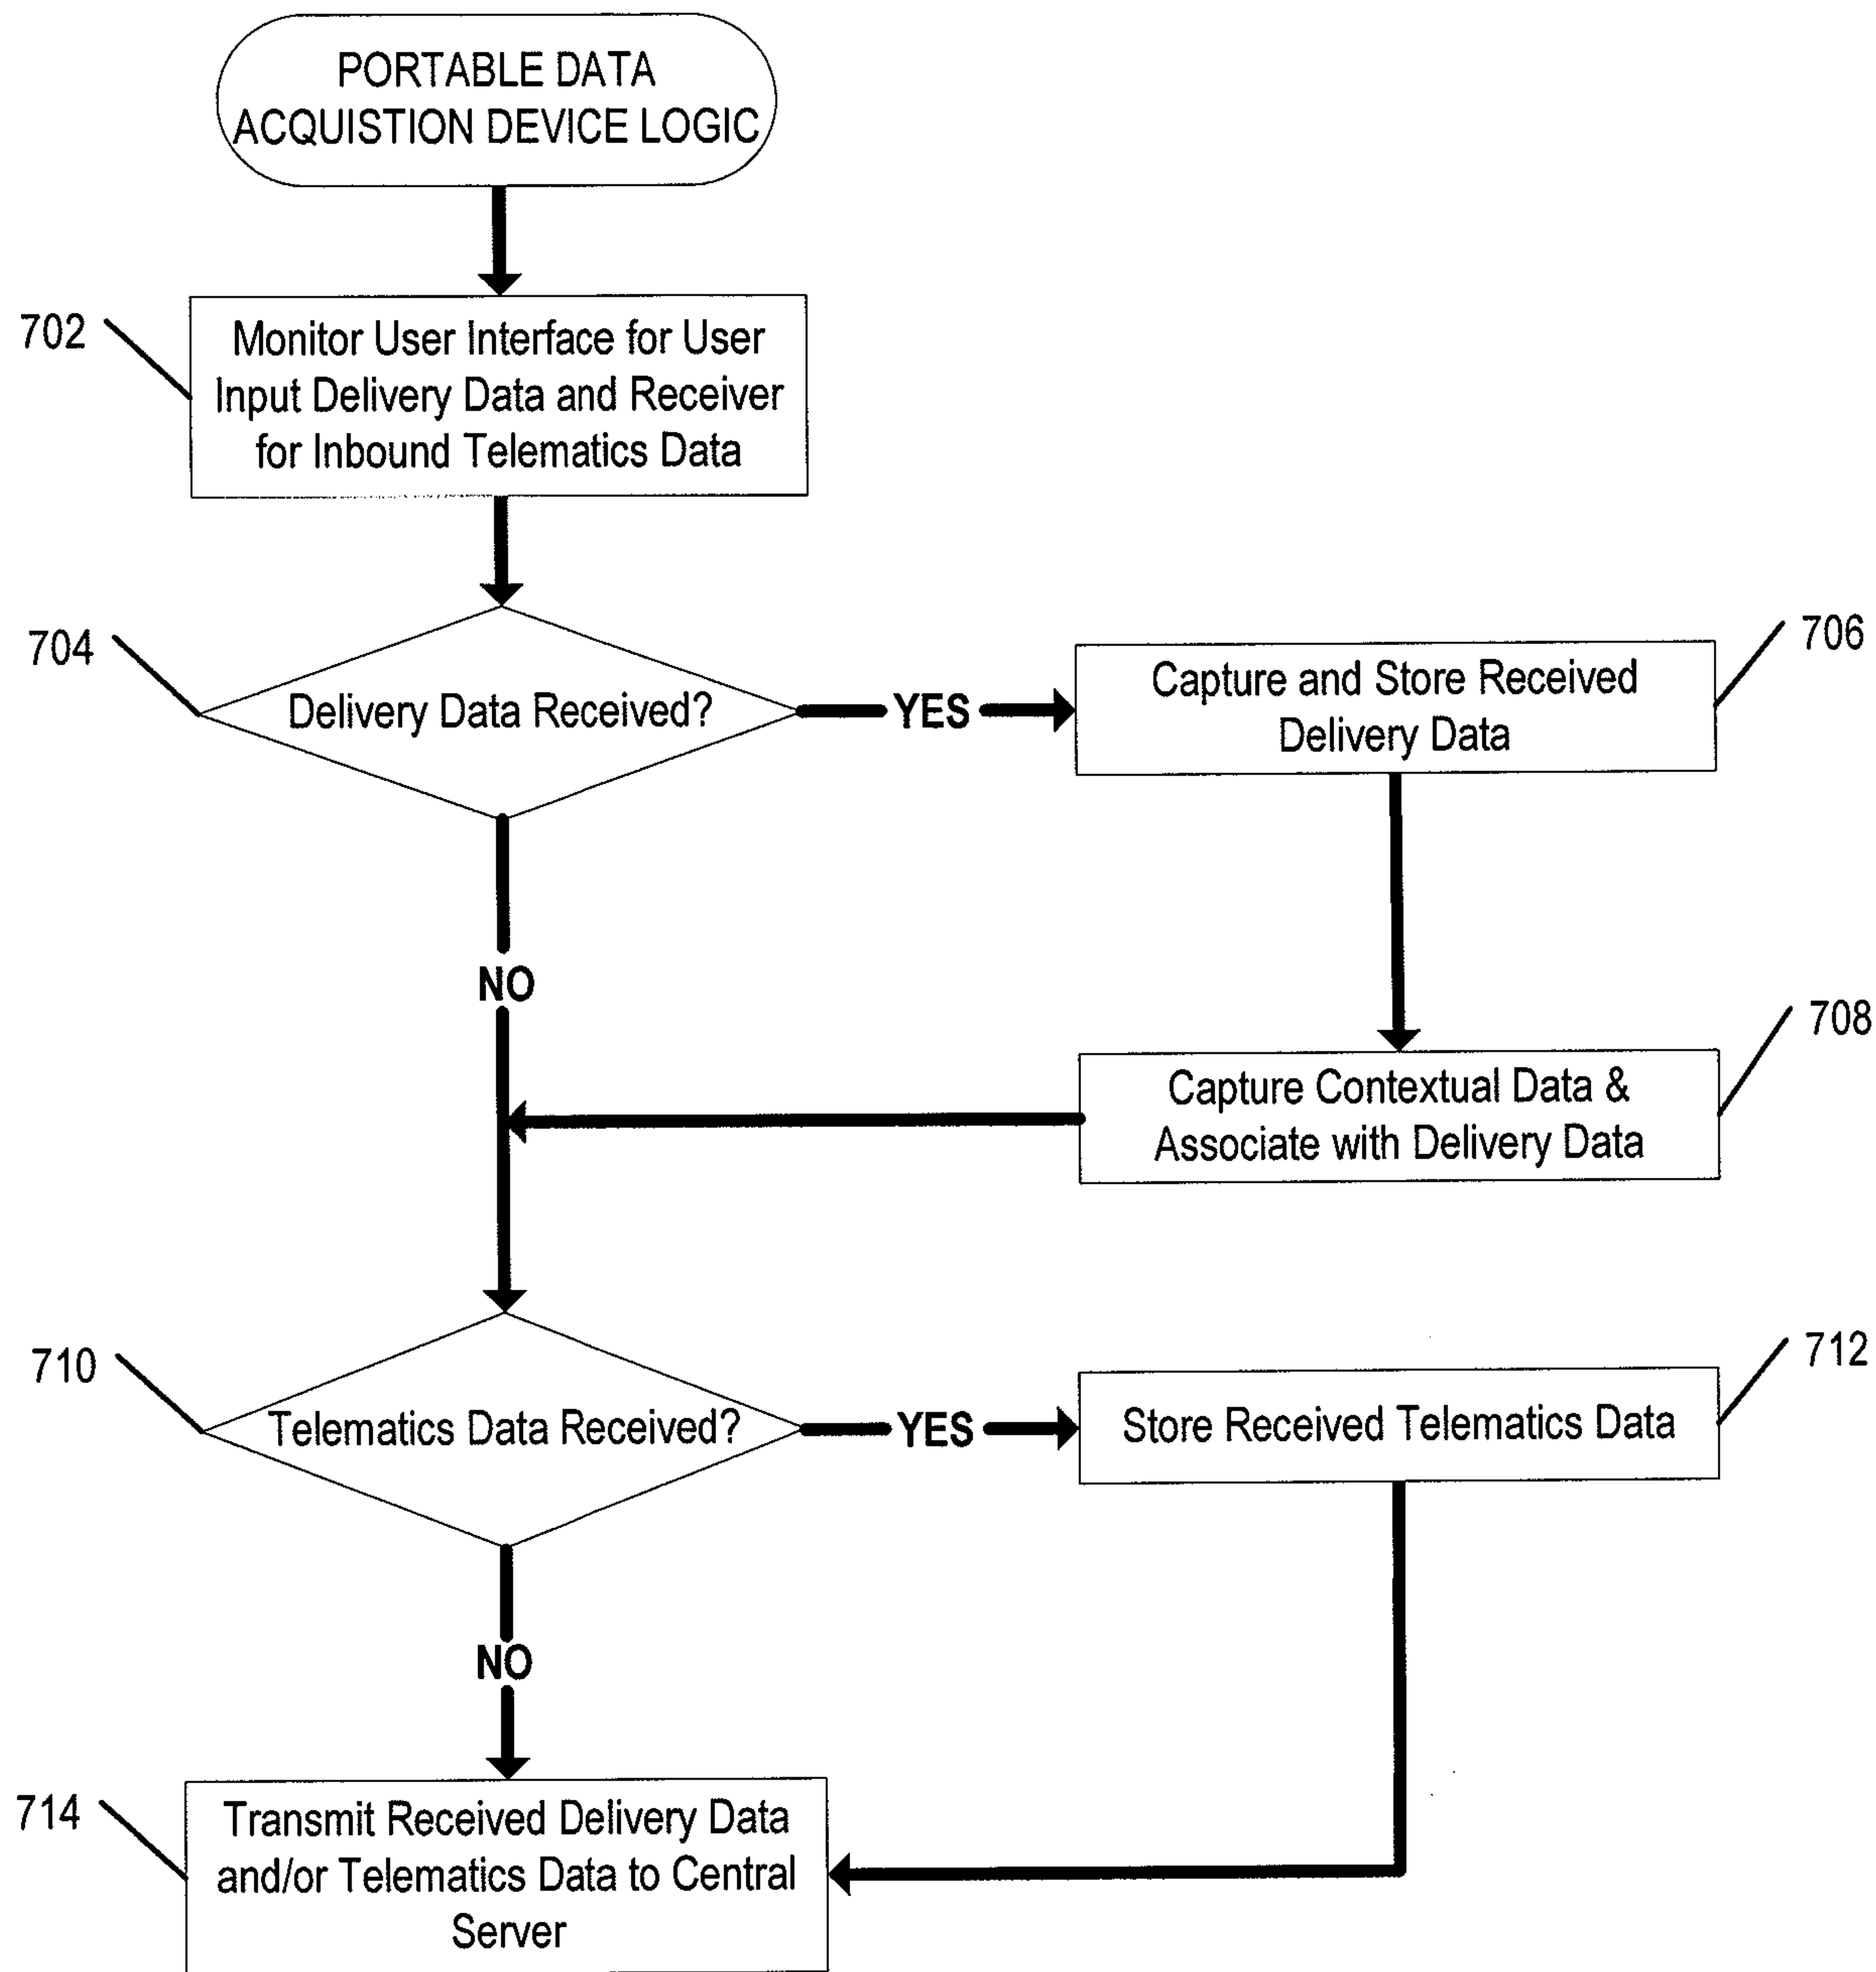 PORTABLE DATA
ACQUISTION DEVICE LOGIC
702
Monitor User Interface for User
Input Delivery Data and Receiver
for Inbound Telematics Data
704
Delivery Data Received?
YES
Capture and Store Received
Delivery Data
706
NO
708
Capture Contextual Data &
Associate with Delivery Data
710
Telematics Data Received?
YES
Store Received Telematics Data
712
NO
714
Transmit Received Delivery Data
and/or Telematics Data to Central
Server